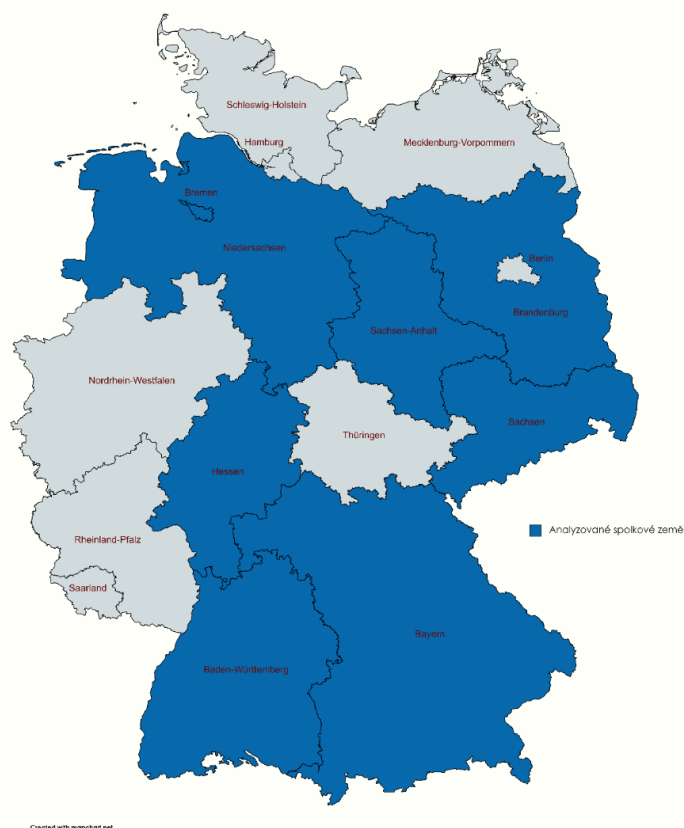 Schleswig-Holstein
Hamburg
Mecklenburg-Vorpommern
Bremen
Niedersachsen
Berlin
Brandenburg
Sachsen-Anhalt
Nordrhein-Westfalen
Sachsen
Thüringen
Hessen
Analyzované spolkové země
Rheinland-Pfalz
Saarland
Bayern
Baden-Württemberg
Created with mapchart.net